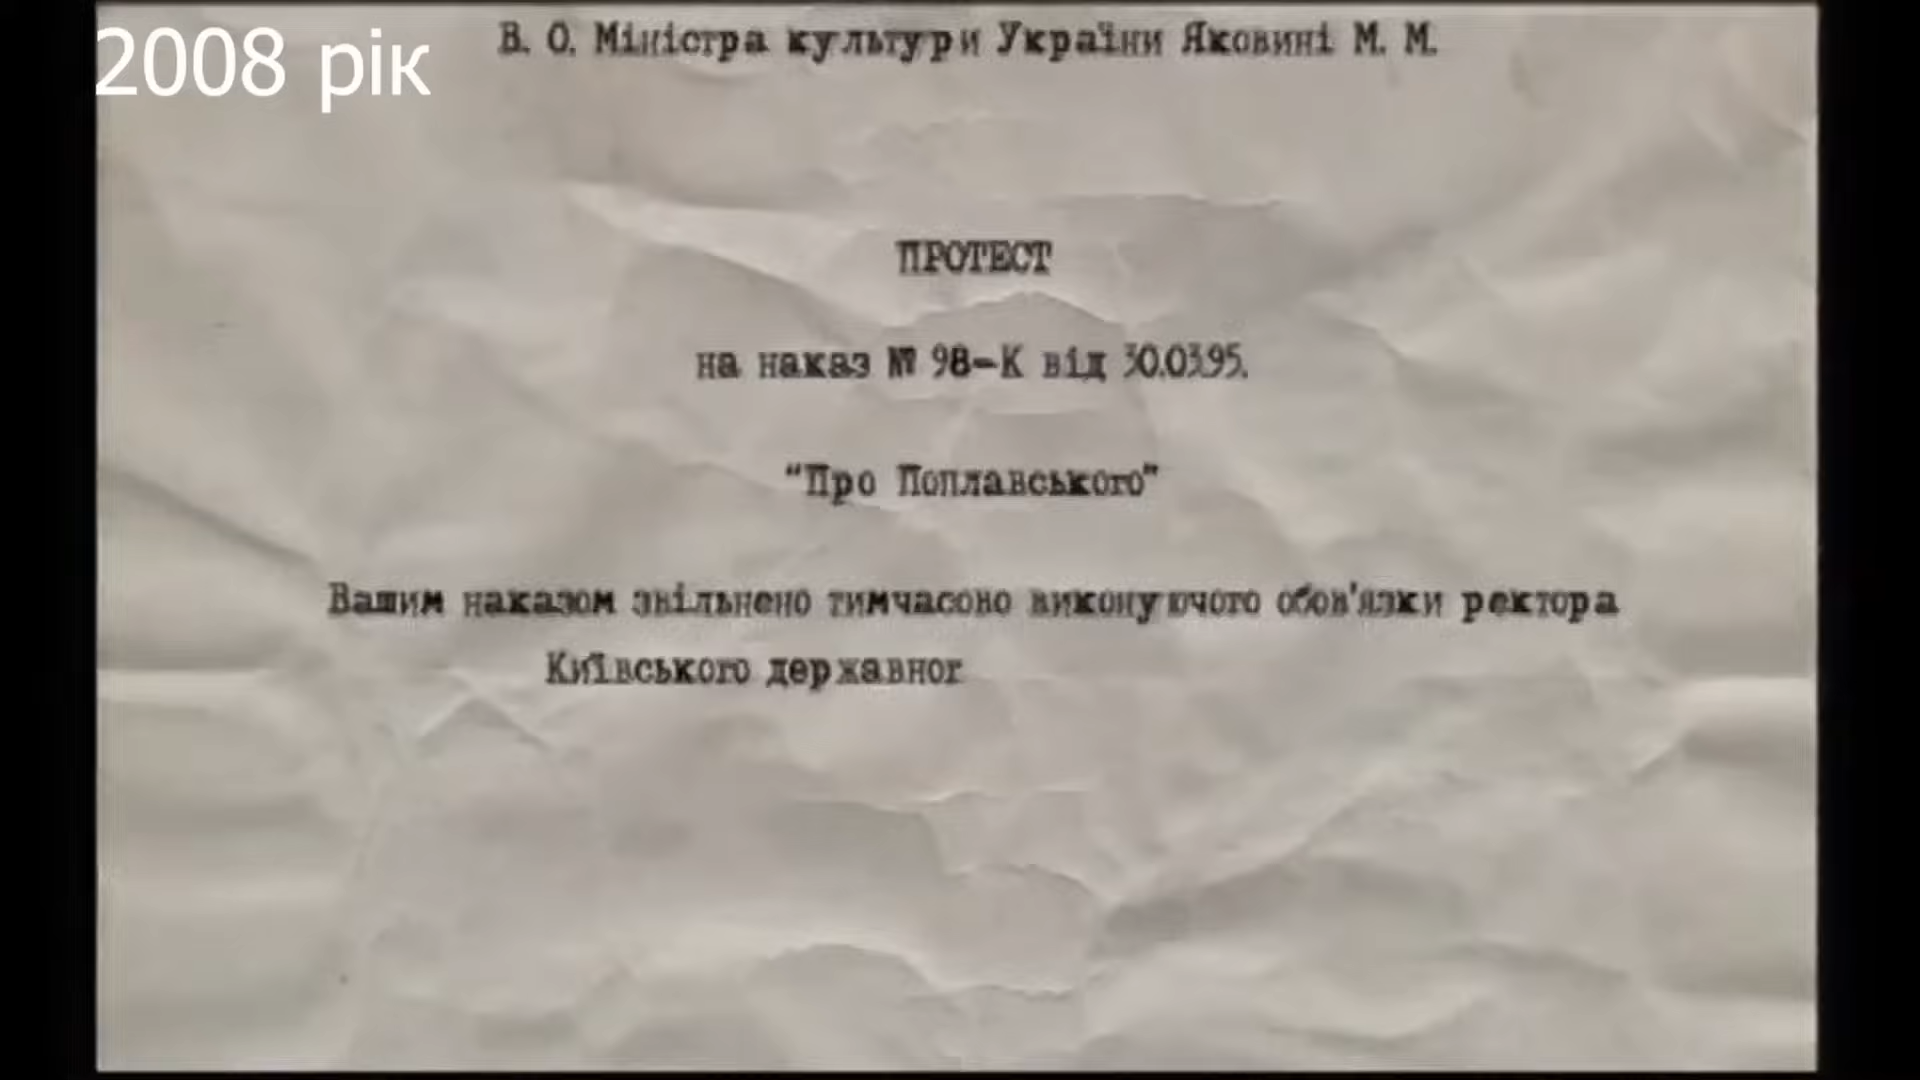 2008 рік
В. О. Міністра культури України Яковині М. М.
ПРОТЕСТ
на наказ № 98-К від 30.03.95.
“Про Поплавського”
Вашим наказом звільнено тимчасово виконуючого обов'язки ректора
Київського державног